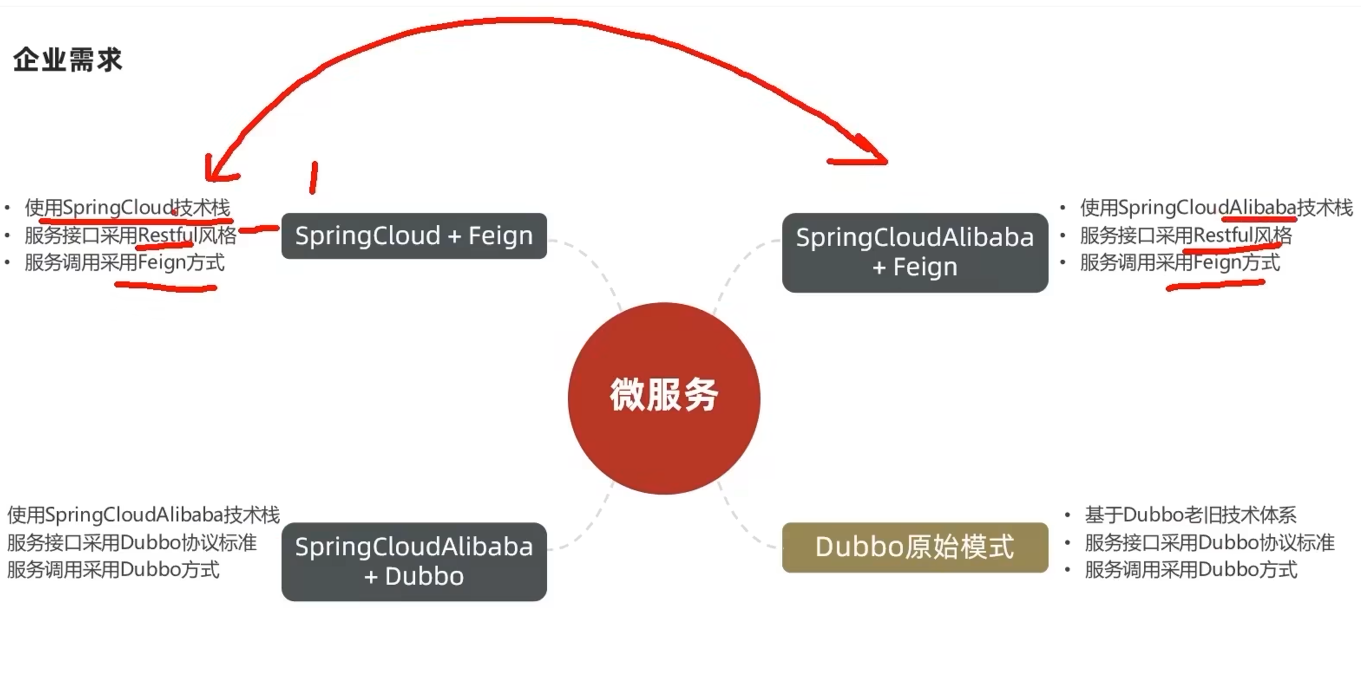 企业需求
• 使用SpringCloud技术栈
• 服务接口采用Restful风格
• 服务调用采用Feign方式
SpringCloud + Feign
SpringCloudAlibaba
+ Feign
• 使用SpringCloudAlibaba技术栈
• 服务接口采用Restful风格
• 服务调用采用Feign方式
微服务
使用SpringCloudAlibaba技术栈
服务接口采用Dubbo协议标准
服务调用采用Dubbo方式
SpringCloudAlibaba
+ Dubbo
Dubbo原始模式
• 基于Dubbo老旧技术体系
• 服务接口采用Dubbo协议标准
• 服务调用采用Dubbo方式